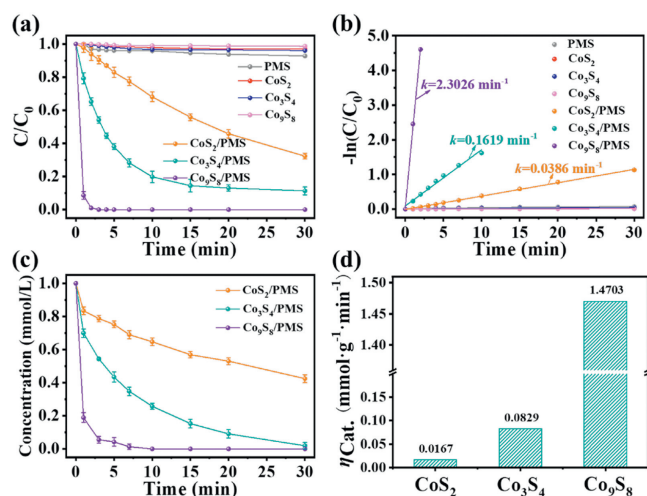 (a)
C/C₀
1.0
0.8
0.6
0.4
0.2
0.0
PMS
CoS₂
Co₃S₄
Co₉S₈
CoS₂/PMS
Co₃S₄/PMS
Co₉S₈/PMS
0 5 10 15 20 25 30
Time (min)
(b)
-ln(C/C₀)
5.0
4.0
3.0
2.0
1.0
0.0
k=2.3026 min⁻¹
k=0.1619 min⁻¹
k=0.0386 min⁻¹
PMS
CoS₂
Co₃S₄
Co₉S₈
CoS₂/PMS
Co₃S₄/PMS
Co₉S₈/PMS
0 5 10 15 20 25 30
Time (min)
(c)
Concentration (mmol/L)
1.0
0.8
0.6
0.4
0.2
0.0
CoS₂/PMS
Co₃S₄/PMS
Co₉S₈/PMS
0 5 10 15 20 25 30
Time (min)
(d)
ηCat. (mmol·g⁻¹·min⁻¹)
1.50
1.45
1.40
0.10
0.05
0.00
0.0167
0.0829
1.4703
CoS₂ Co₃S₄ Co₉S₈